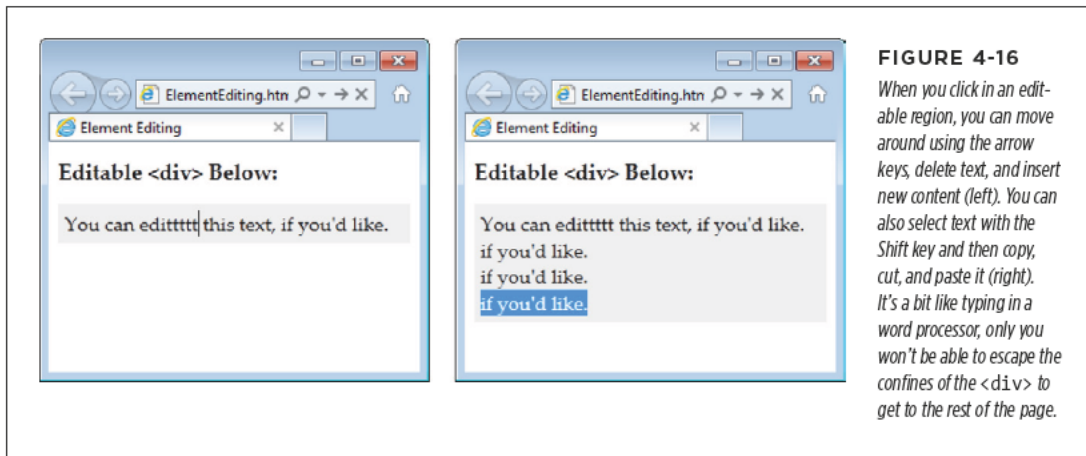 ElementEditing.htn
Element Editing
Editable <div> Below:
You can edittttt this text, if you'd like.
ElementEditing.htn
Element Editing
Editable <div> Below:
You can edittttt this text, if you'd like.
if you'd like.
if you'd like.
if you'd like.
FIGURE 4-16
When you click in an edit-
able region, you can move
around using the arrow
keys, delete text, and insert
new content (left). You can
also select text with the
Shift key and then copy,
cut, and paste it (right).
It's a bit like typing in a
word processor, only you
won't be able to escape the
confines of the <div> to
get to the rest of the page.